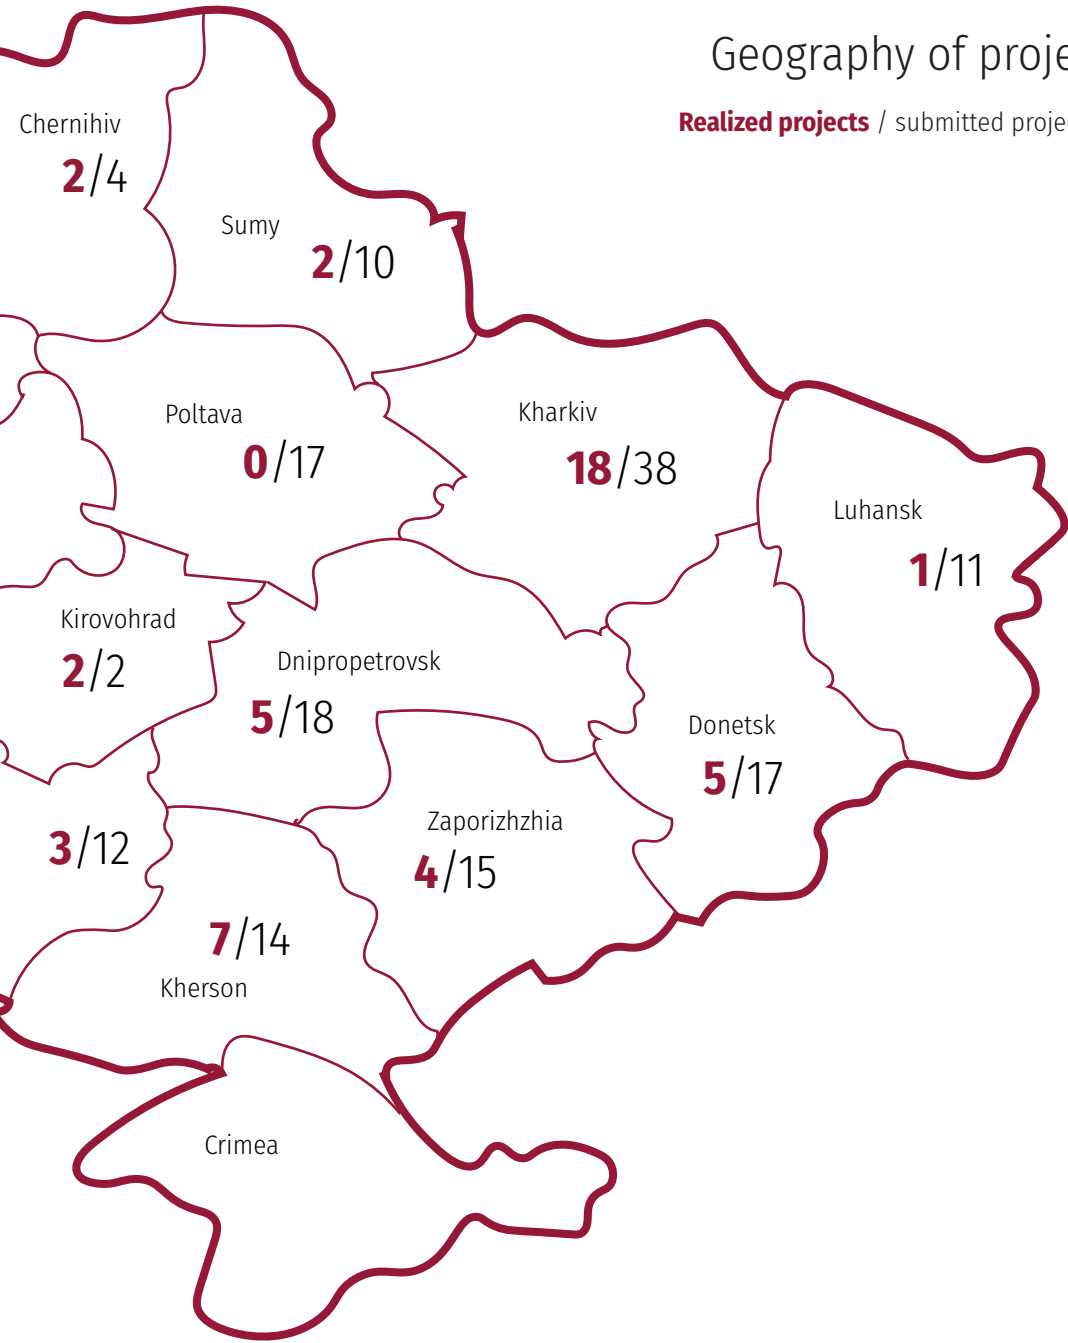 Geography of proje
Realized projects / submitted projec
Chernihiv
2/4
Sumy
2/10
Poltava
0/17
Kharkiv
18/38
Luhansk
1/11
Kirovohrad
2/2
Dnipropetrovsk
5/18
Donetsk
5/17
Zaporizhzhia
4/15
3/12
7/14
Kherson
Crimea